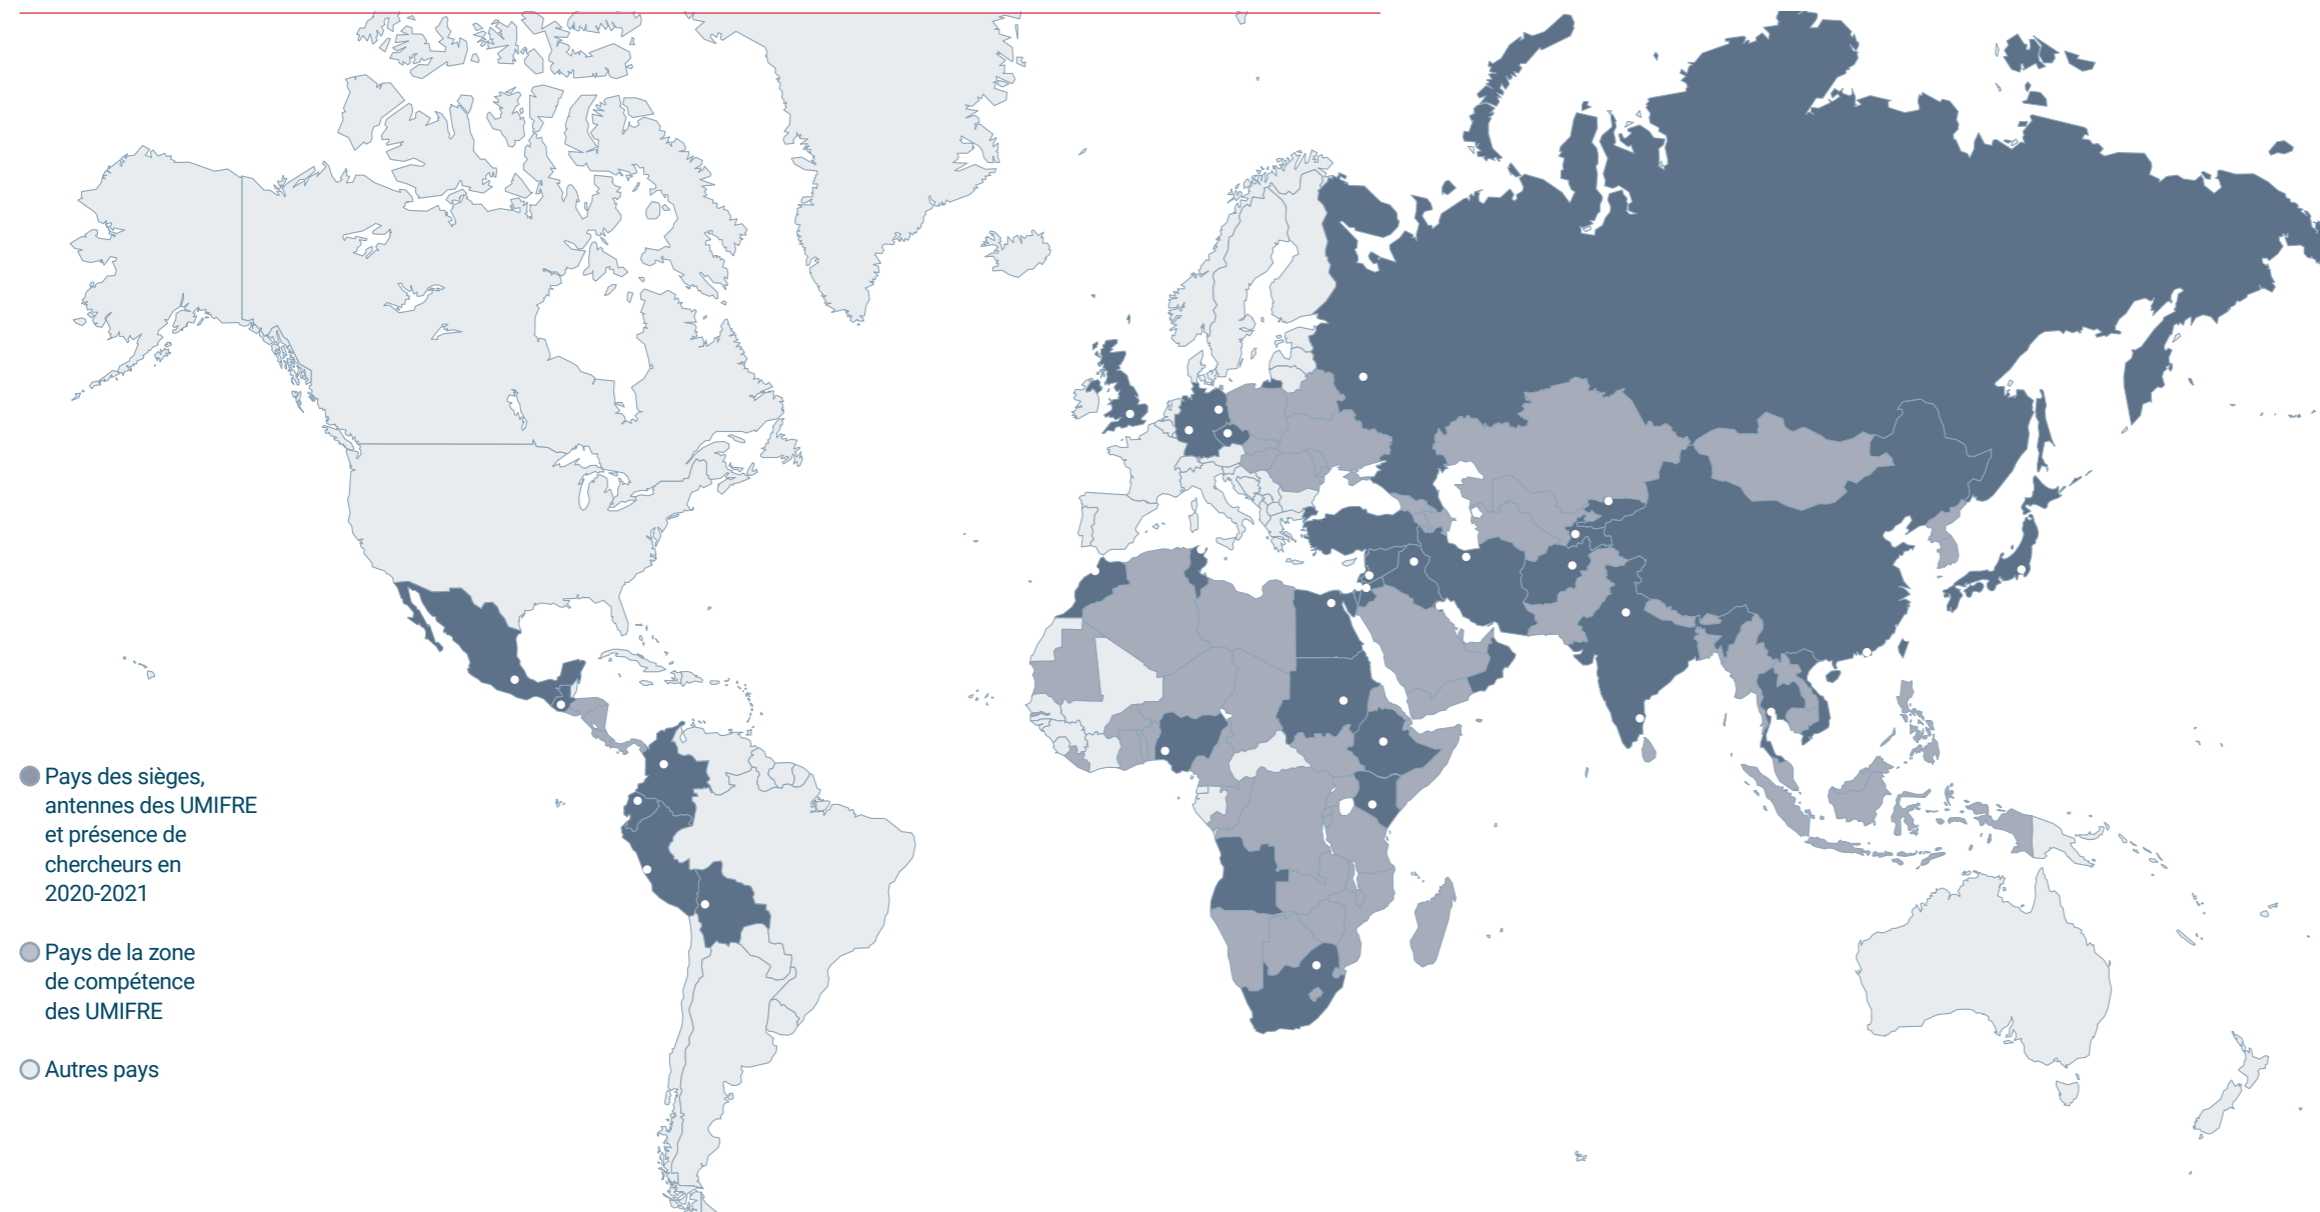 Pays des sièges,
antennes des UMIFRE
et présence de
chercheurs en
2020-2021
Pays de la zone
de compétence
des UMIFRE
Autres pays